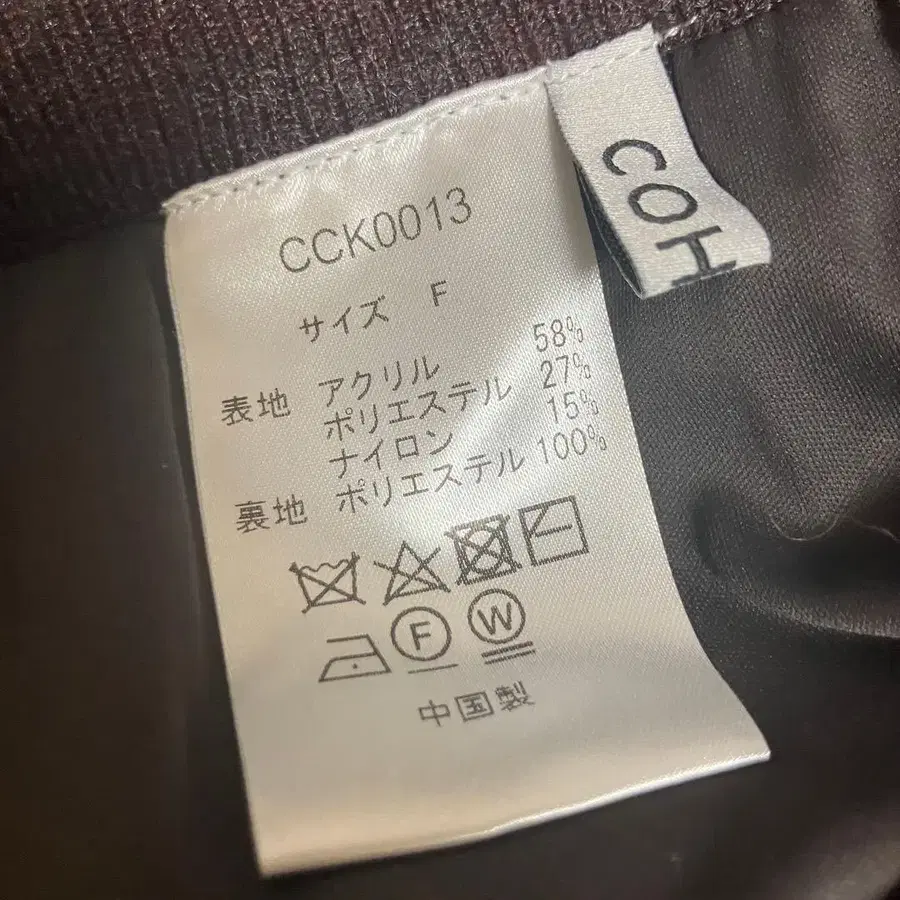 CCK0013
サイズ F
表地 アクリル 58%
ポリエステル 27%
ナイロン 15%
裏地 ポリエステル 100%
F W
中国製
COH